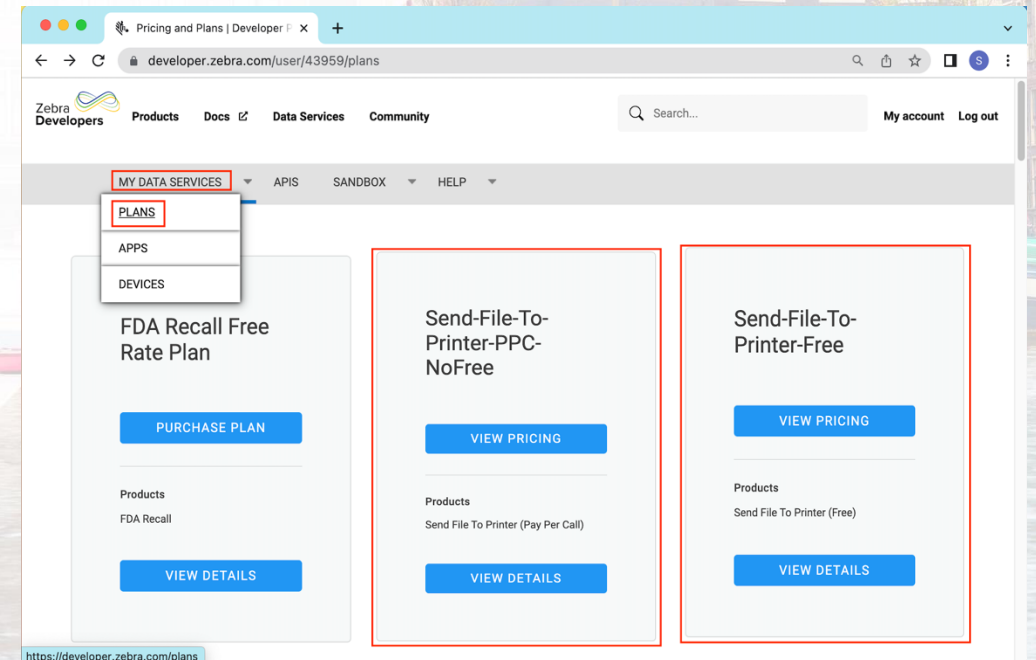 Pricing and Plans | Developer P
developer.zebra.com/user/43959/plans
S
Zebra
Developers
Products Docs Data Services Community
Search...
My account Log out
MY DATA SERVICES APIS SANDBOX HELP
PLANS
APPS
DEVICES
FDA Recall Free
Rate Plan
PURCHASE PLAN
Products
FDA Recall
VIEW DETAILS
Send-File-To-
Printer-PPC-
NoFree
VIEW PRICING
Products
Send File To Printer (Pay Per Call)
VIEW DETAILS
Send-File-To-
Printer-Free
VIEW PRICING
Products
Send File To Printer (Free)
VIEW DETAILS
https://developer.zebra.com/plans